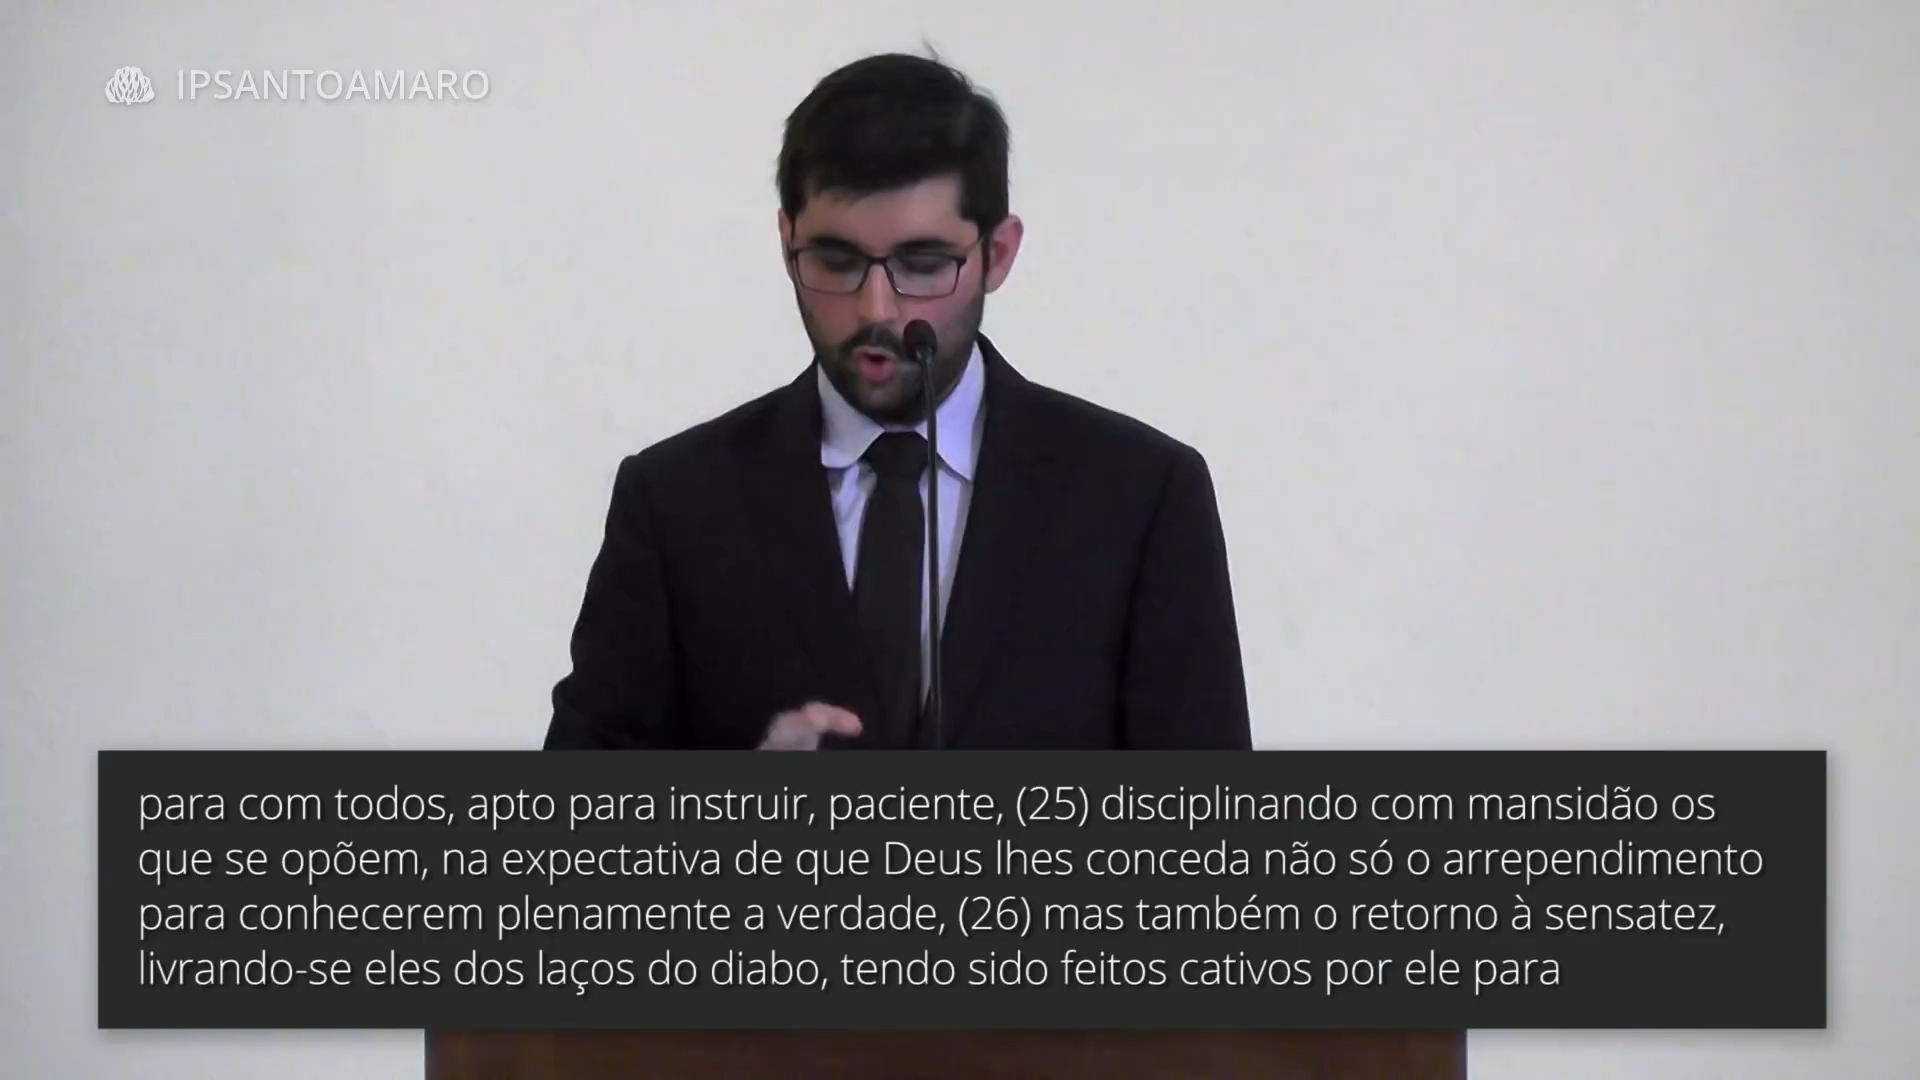 IPSANTOAMARO
para com todos, apto para instruir, paciente, (25) disciplinando com mansidão os
que se opõem, na expectativa de que Deus lhes conceda não só o arrependimento
para conhecerem plenamente a verdade, (26) mas também o retorno à sensatez,
livrando-se eles dos laços do diabo, tendo sido feitos cativos por ele para